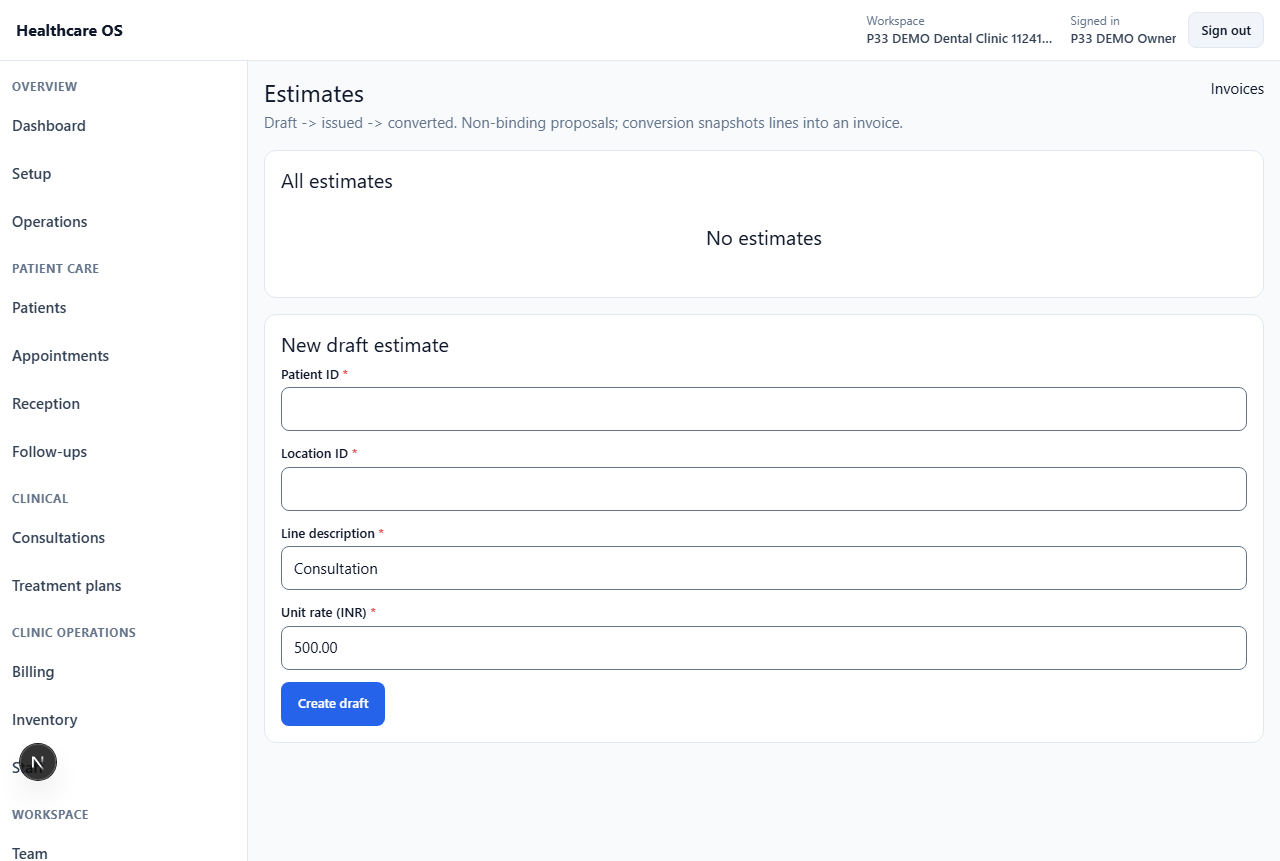 Healthcare OS
Workspace
P33 DEMO Dental Clinic 11241...
Signed in
P33 DEMO Owner
Sign out
OVERVIEW
Dashboard
Setup
Operations
PATIENT CARE
Patients
Appointments
Reception
Follow-ups
CLINICAL
Consultations
Treatment plans
CLINIC OPERATIONS
Billing
Inventory
Staff
N
WORKSPACE
Team
Estimates
Invoices
Draft -> issued -> converted. Non-binding proposals; conversion snapshots lines into an invoice.
All estimates
No estimates
New draft estimate
Patient ID *
Location ID *
Line description *
Consultation
Unit rate (INR) *
500.00
Create draft